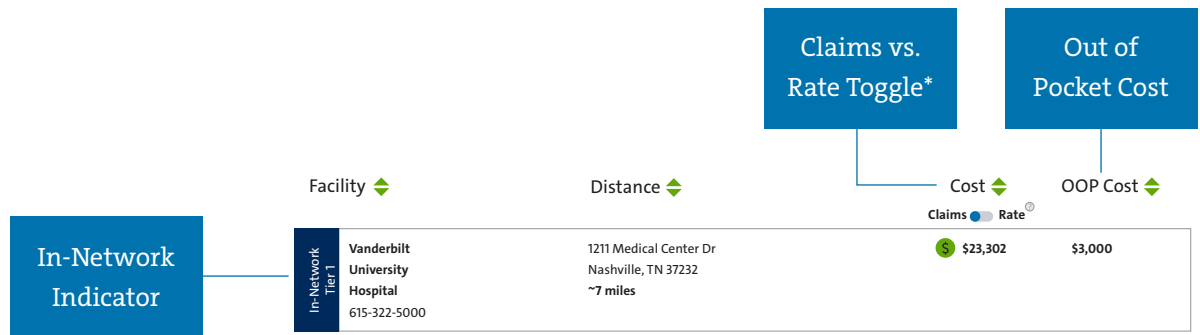 Claims vs.
Rate Toggle*
Out of
Pocket Cost
Facility
Distance
Cost
OOP Cost
Claims
Rate
?
In-Network
Indicator
In-Network
Tier 1
Vanderbilt
University
Hospital
615-322-5000
1211 Medical Center Dr
Nashville, TN 37232
~7 miles
$
$23,302
$3,000